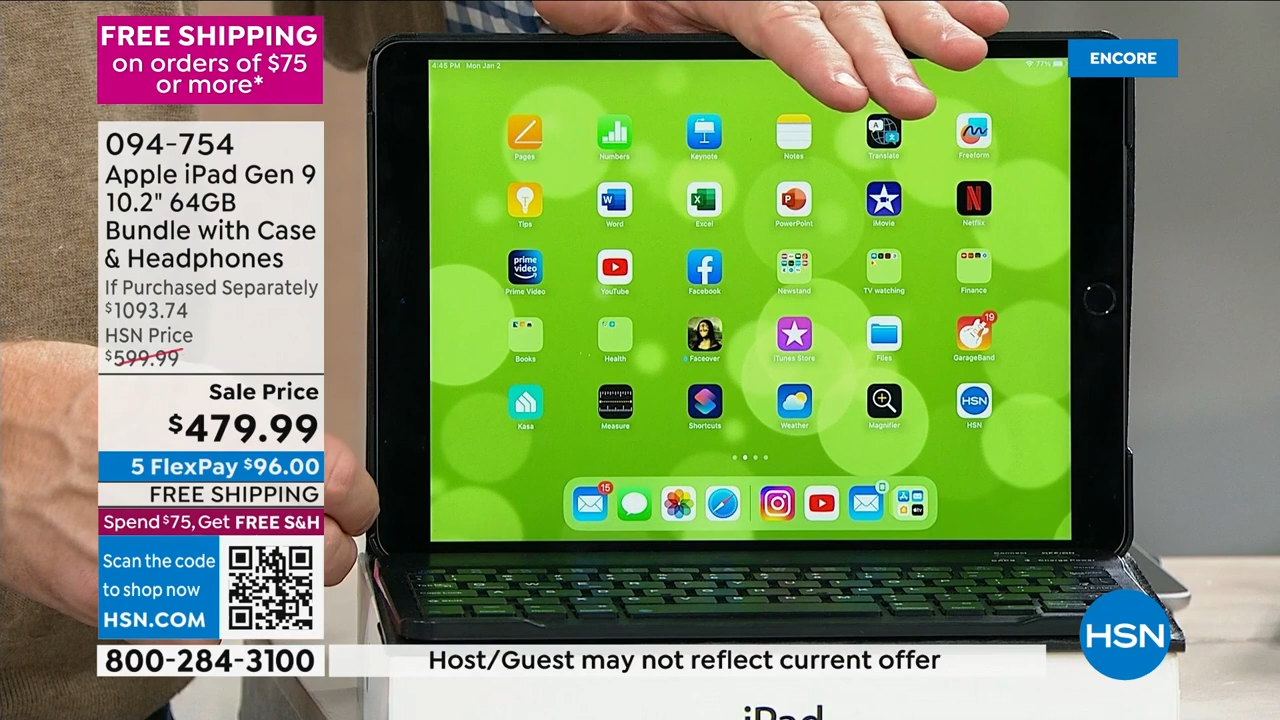 FREE SHIPPING
on orders of $75
or more*
ENCORE
094-754
Apple iPad Gen 9
10.2" 64GB
Bundle with Case
& Headphones
If Purchased Separately
$1093.74
HSN Price
$599.99
Sale Price
$479.99
5 FlexPay $96.00
FREE SHIPPING
Spend $75, Get FREE S&H
Scan the code
to shop now
HSN.COM
800-284-3100
Host/Guest may not reflect current offer
HSN
4:45 PM Mon Jan 2
77%
Pages Numbers Keynote Notes Translate Freeform
Tips Word Excel PowerPoint iMovie Netflix
prime video
Prime Video YouTube Facebook Newstand TV watching Finance
19
Books Health Faceover iTunes Store Files GarageBand
HSN
Kasa Measure Shortcuts Weather Magnifier HSN
15
iPad